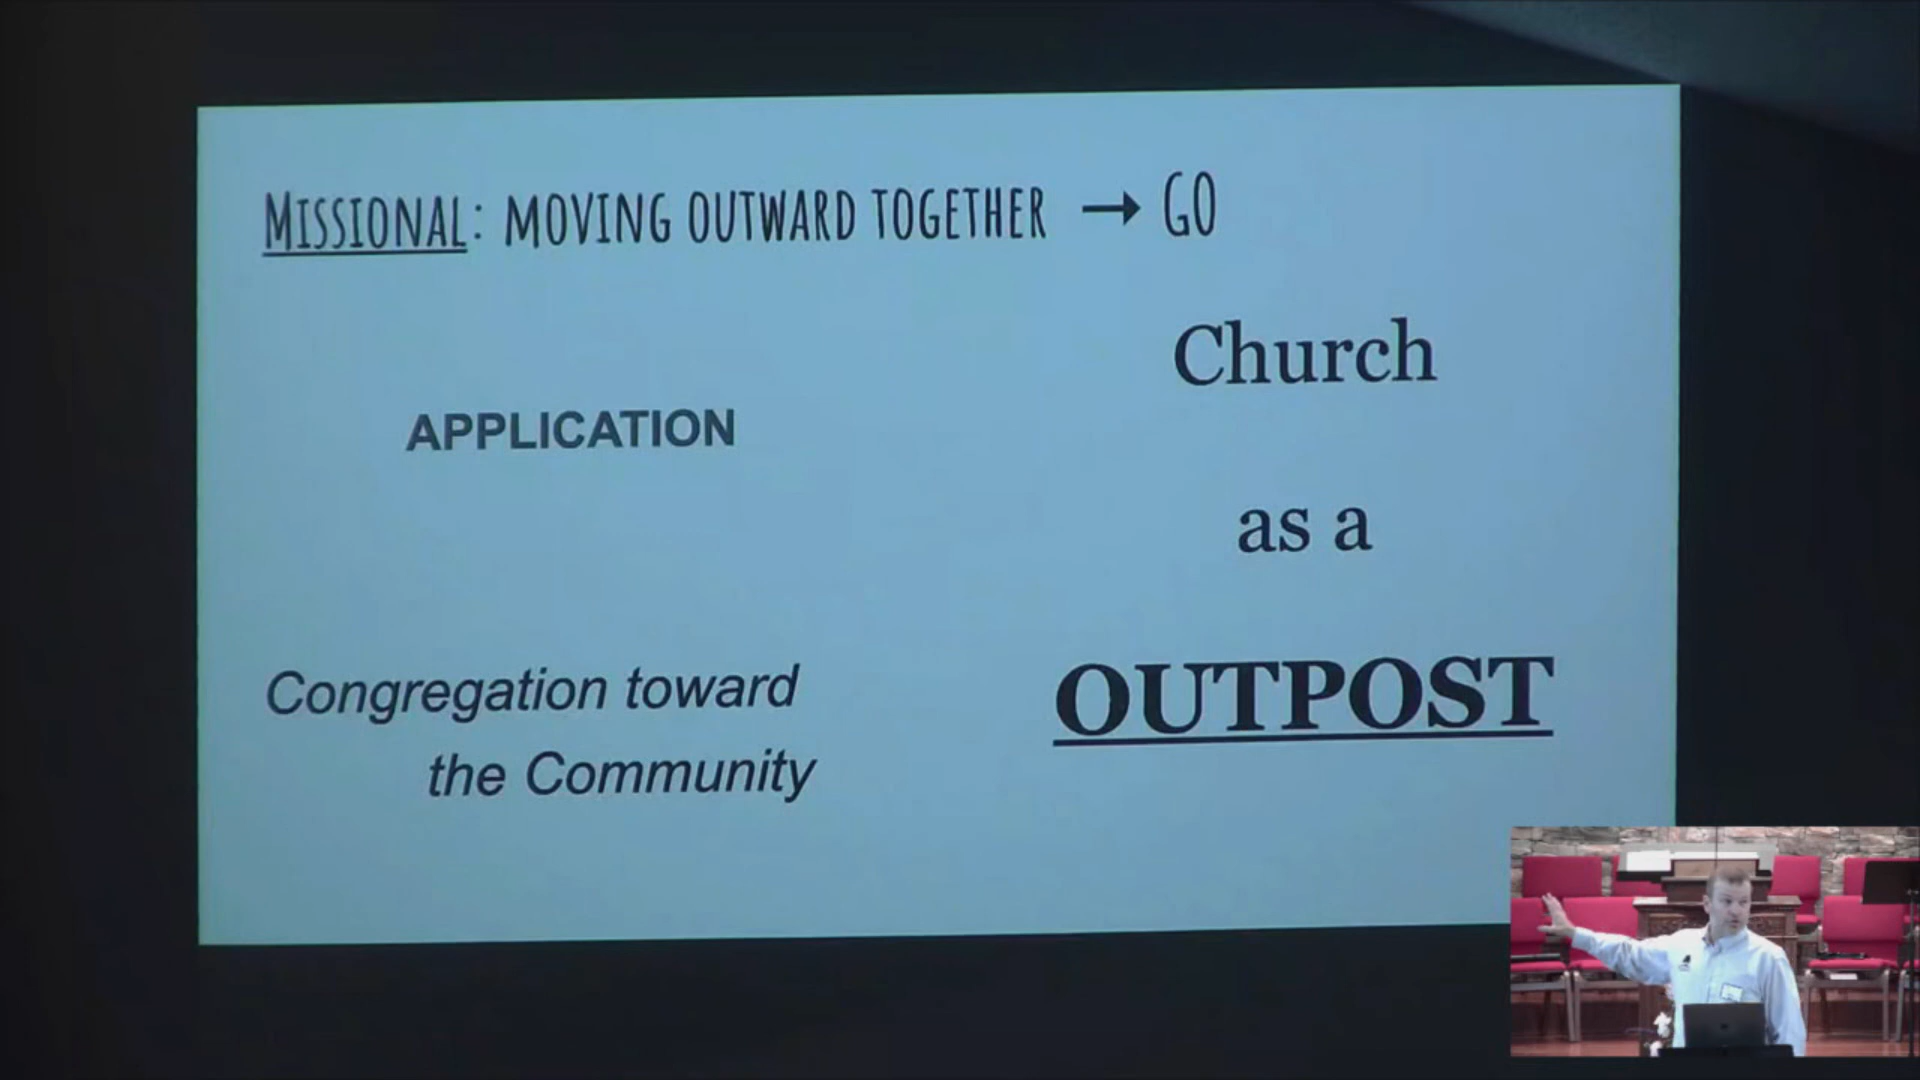 MISSIONAL: MOVING OUTWARD TOGETHER → GO
APPLICATION
Congregation toward
the Community
Church
as a
OUTPOST